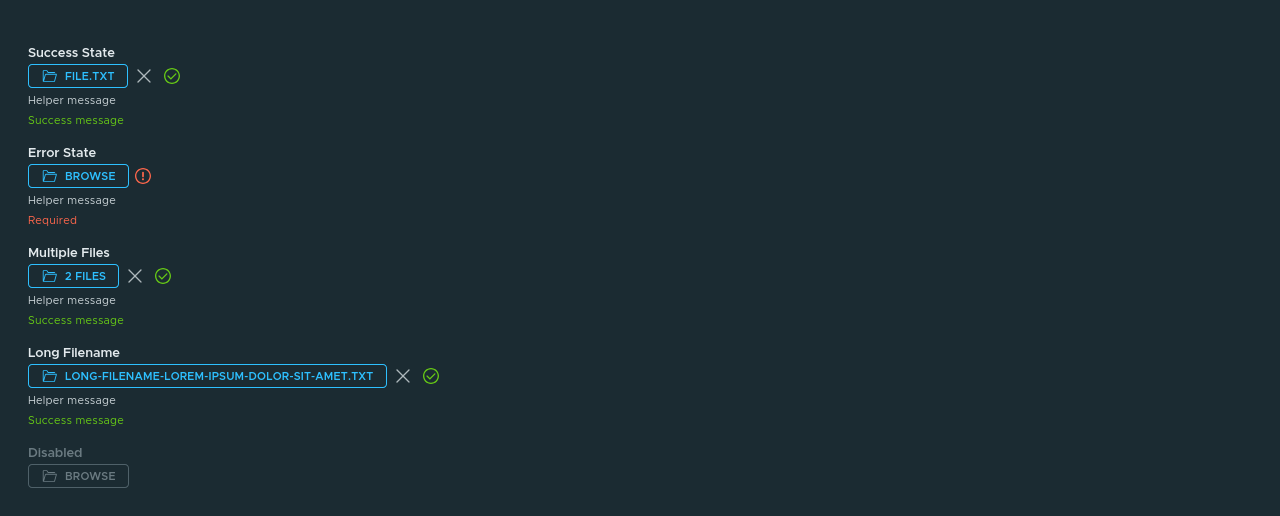 Success State
FILE.TXT
Helper message
Success message
Error State
BROWSE
Helper message
Required
Multiple Files
2 FILES
Helper message
Success message
Long Filename
LONG-FILENAME-LOREM-IPSUM-DOLOR-SIT-AMET.TXT
Helper message
Success message
Disabled
BROWSE